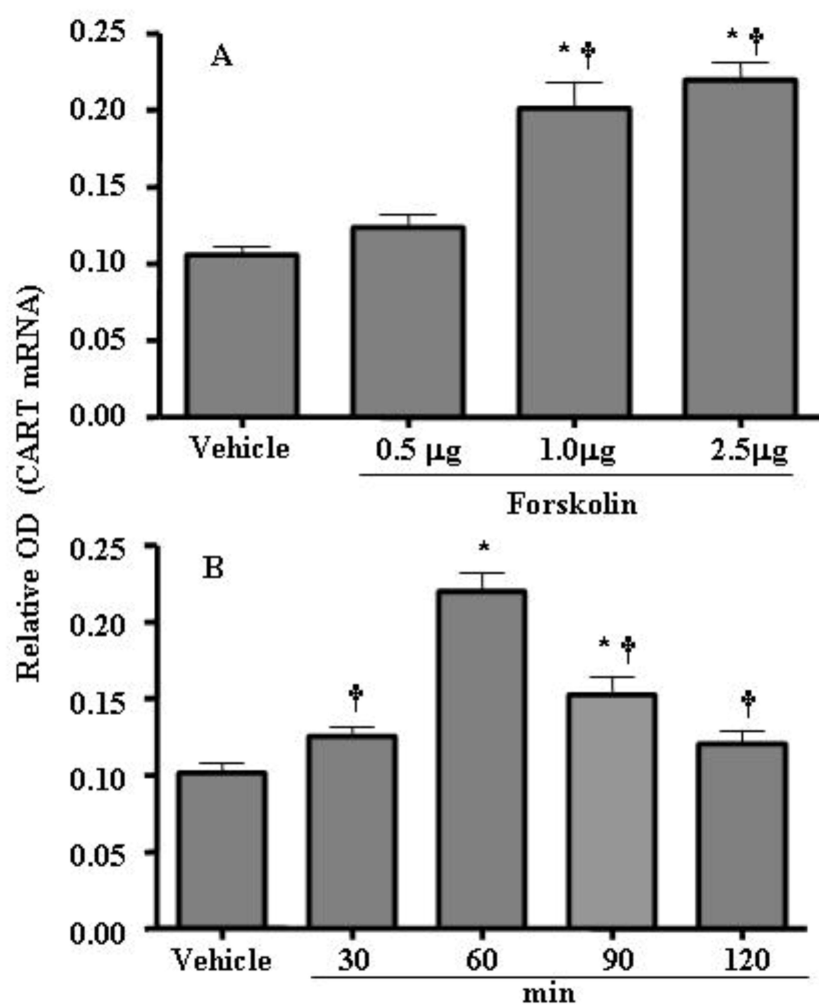 Relative OD (CART mRNA)
A
0.25
0.20
0.15
0.10
0.05
0.00
* †
* †
Vehicle 0.5 µg 1.0µg 2.5µg
Forskolin
B
0.25
0.20
0.15
0.10
0.05
0.00
†
*
* †
†
Vehicle 30 60 90 120
min